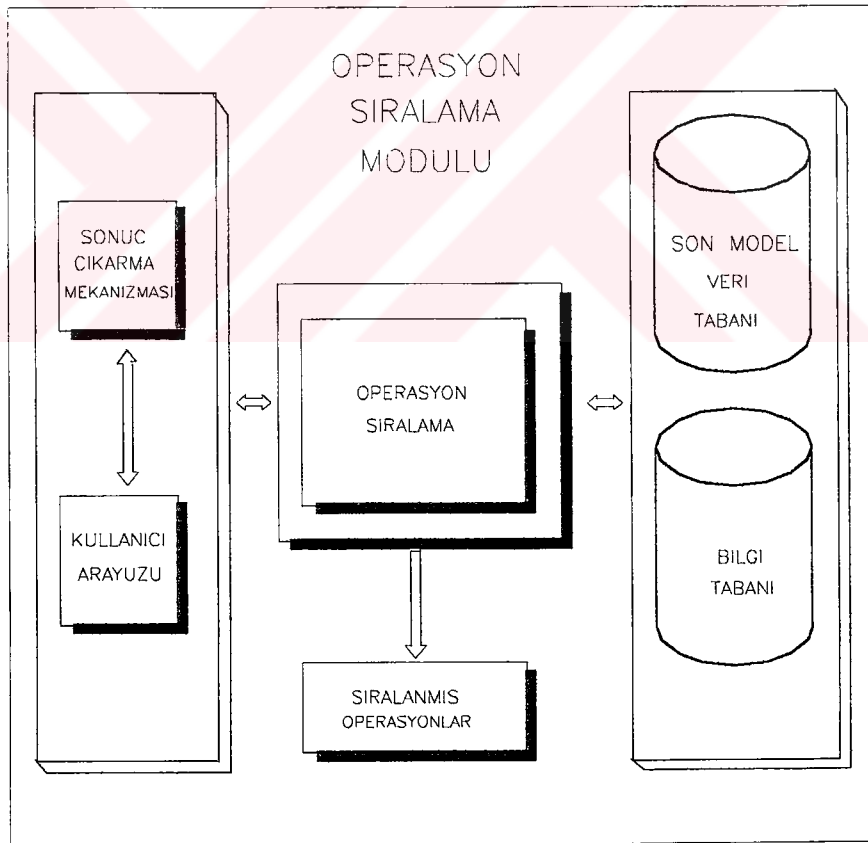 OPERASYON
SIRALAMA
MODULU
SONUC
CIKARMA
MEKANIZMASI
KULLANICI
ARAYUZU
OPERASYON
SIRALAMA
SIRALANMIS
OPERASYONLAR
SON MODEL
VERI
TABANI
BILGI
TABANI